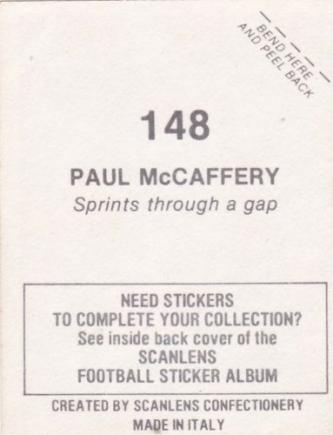 BEND HERE
AND PEEL BACK
148
PAUL McCAFFERY
Sprints through a gap
NEED STICKERS
TO COMPLETE YOUR COLLECTION?
See inside back cover of the
SCANLENS
FOOTBALL STICKER ALBUM
CREATED BY SCANLENS CONFECTIONERY
MADE IN ITALY